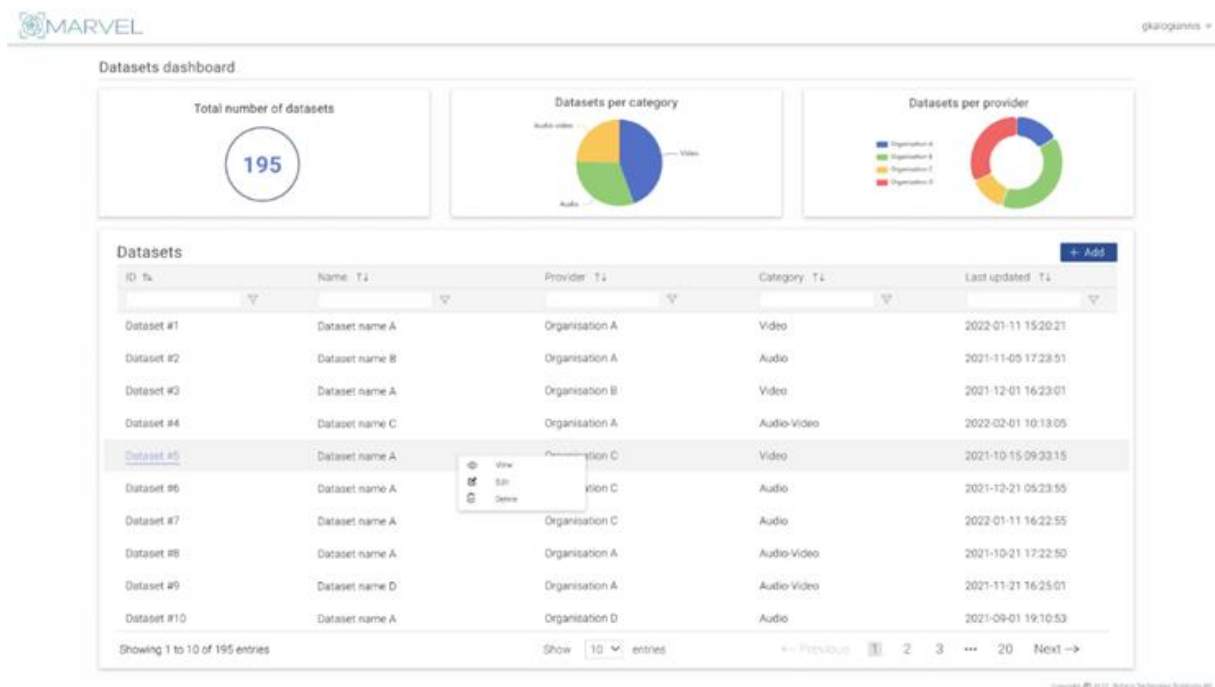 MARVEL
gkalogiannis
Datasets dashboard
Total number of datasets
195
Datasets per category
Audio-video
Video
Audio
Datasets per provider
Organisation A
Organisation B
Organisation C
Organisation D
Datasets
+ Add
ID Name Provider Category Last updated
Dataset #1 Dataset name A Organisation A Video 2022-01-11 15:20:21
Dataset #2 Dataset name B Organisation A Audio 2021-11-05 17:23:51
Dataset #3 Dataset name A Organisation B Video 2021-12-01 16:23:01
Dataset #4 Dataset name C Organisation A Audio-Video 2022-02-01 10:13:05
Dataset #5 Dataset name A Organisation C Video 2021-10-15 09:33:15
View
Edit
Delete
Dataset #6 Dataset name A ation C Audio 2021-12-21 05:23:55
Dataset #7 Dataset name A Organisation C Audio 2022-01-11 16:22:55
Dataset #8 Dataset name A Organisation A Audio-Video 2021-10-21 17:22:50
Dataset #9 Dataset name D Organisation A Audio-Video 2021-11-21 16:25:01
Dataset #10 Dataset name A Organisation D Audio 2021-09-01 19:10:53
Showing 1 to 10 of 195 entries
Show 10 entries
← Previous 1 2 3 ••• 20 Next →